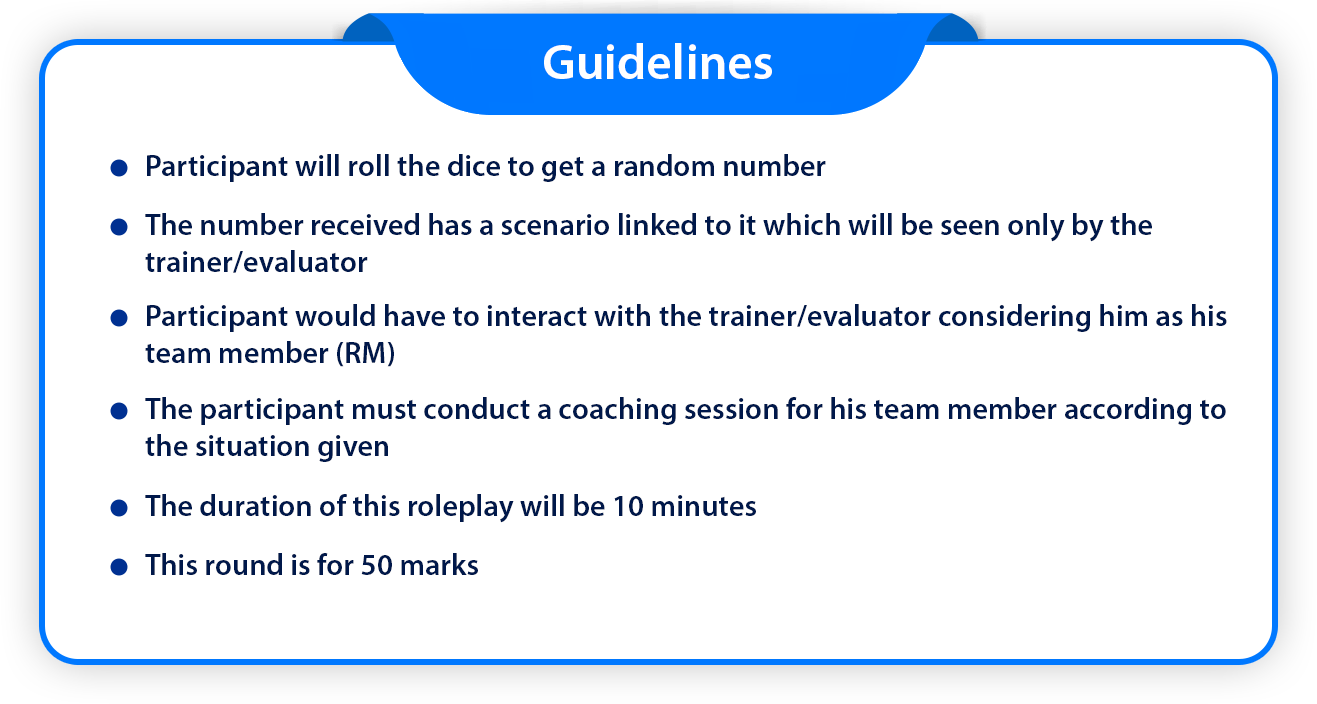 Guidelines
Participant will roll the dice to get a random number
The number received has a scenario linked to it which will be seen only by the
trainer/evaluator
Participant would have to interact with the trainer/evaluator considering him as his
team member (RM)
The participant must conduct a coaching session for his team member according to
the situation given
The duration of this roleplay will be 10 minutes
This round is for 50 marks